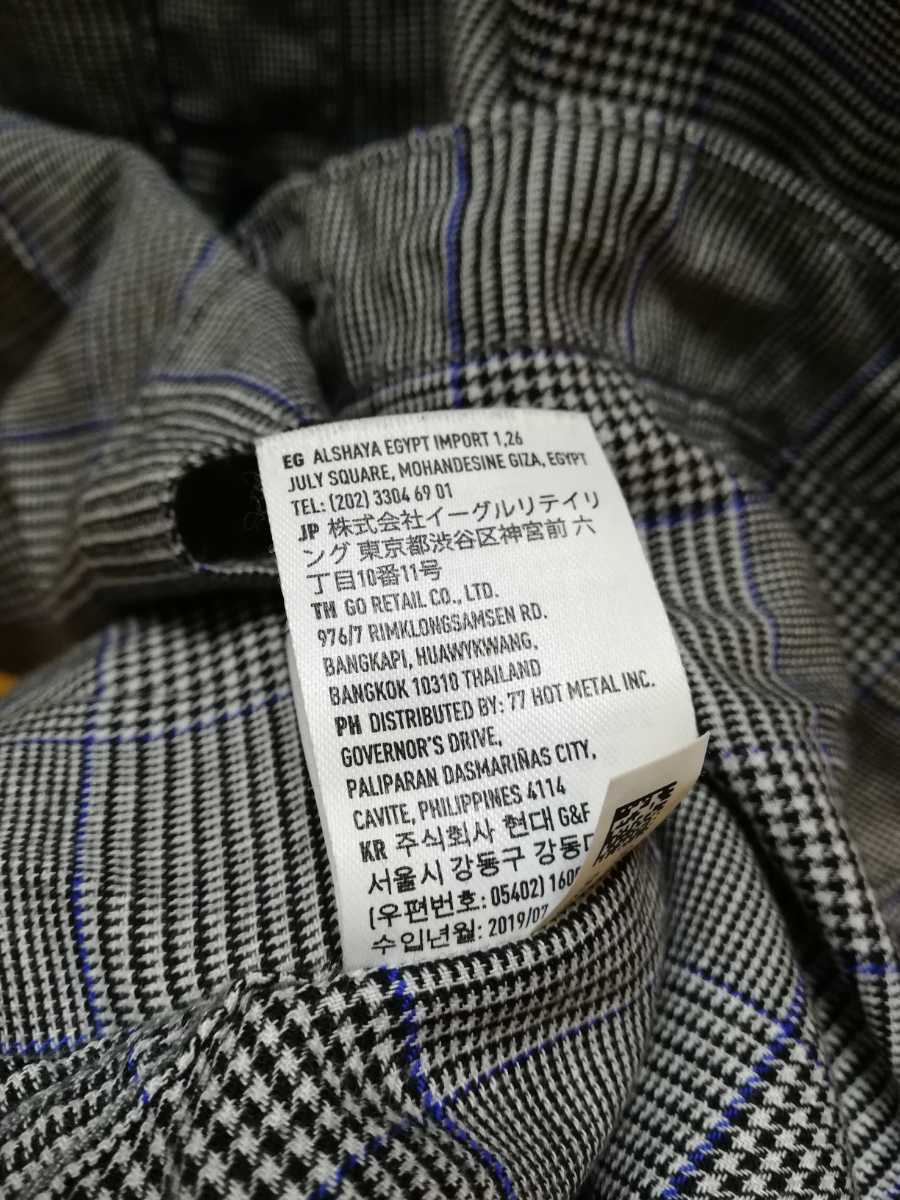 EG ALSHAYA EGYPT IMPORT 1,26
JULY SQUARE, MOHANDESINE GIZA, EGYPT
TEL: (202) 3304 69 01
JP 株式会社イーグルリテイリ
ング 東京都渋谷区神宮前 六
丁目10番11号
TH GO RETAIL CO., LTD.
976/7 RIMKLONGSAMSEN RD.
BANGKAPI, HUAWYKWANG,
BANGKOK 10310 THAILAND
PH DISTRIBUTED BY: 77 HOT METAL INC.
GOVERNOR'S DRIVE,
PALIPARAN DASMARIÑAS CITY,
CAVITE, PHILIPPINES 4114
KR 주식회사 현대 G&F
서울시 강동구
(우편번호: 05402)
수입년월: 2019/07